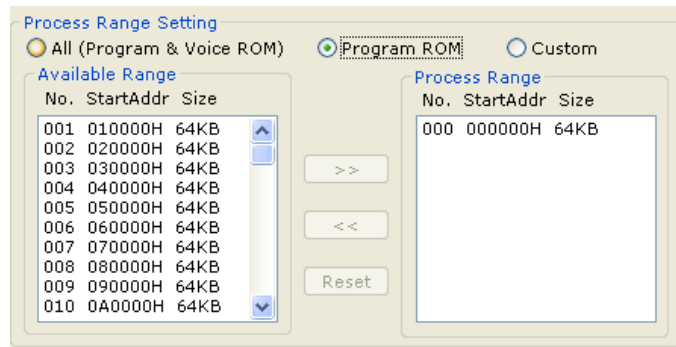 Process Range Setting
All (Program & Voice ROM) Program ROM Custom
Available Range
No. StartAddr Size
001 010000H 64KB
002 020000H 64KB
003 030000H 64KB
004 040000H 64KB
005 050000H 64KB
006 060000H 64KB
007 070000H 64KB
008 080000H 64KB
009 090000H 64KB
010 0A0000H 64KB
>>
<<
Reset
Process Range
No. StartAddr Size
000 000000H 64KB